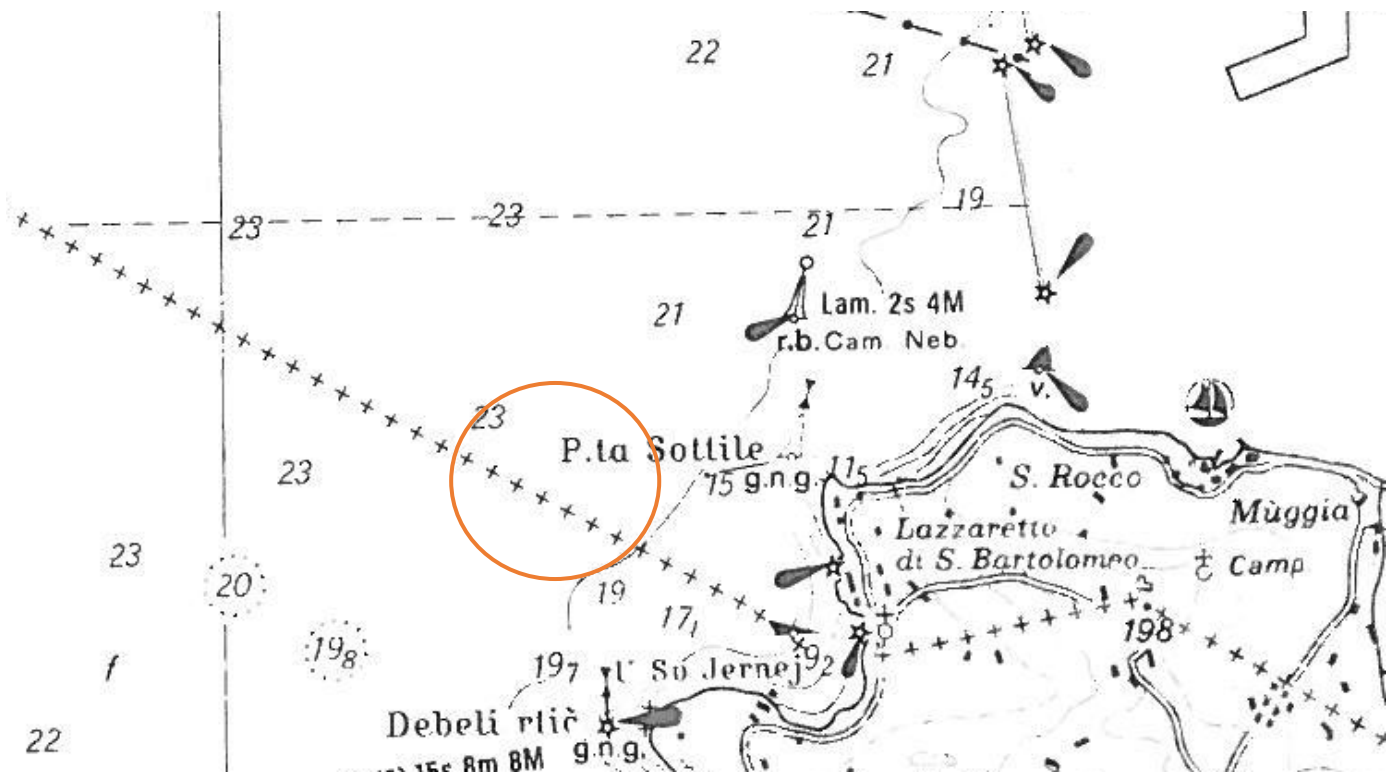 22
21
23
23
19
21
21
Lam. 2s 4M
r.b. Cam Neb.
14₅
v.
23
P.ta Sottile
23
15
g.n.g.
11₅
S. Rocco
Mùggia
Lazzaretto
di S. Bartolomeo
Camp
23
20
19
17₁
198
19₈
19₇
Sv Jernej
9₂
f
Debeli rtič
22
15s 8m 8M
g.n.g.